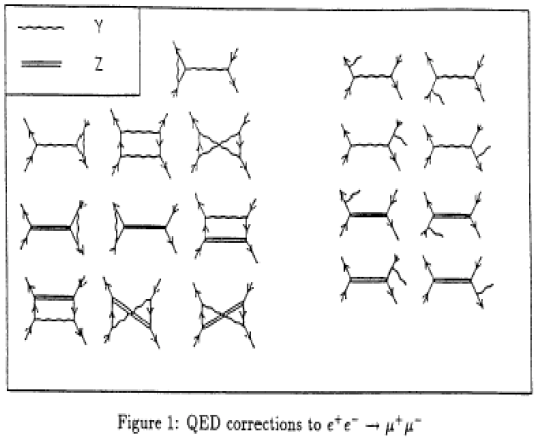 γ
Z
Figure 1: QED corrections to e⁺e⁻ → μ⁺μ⁻